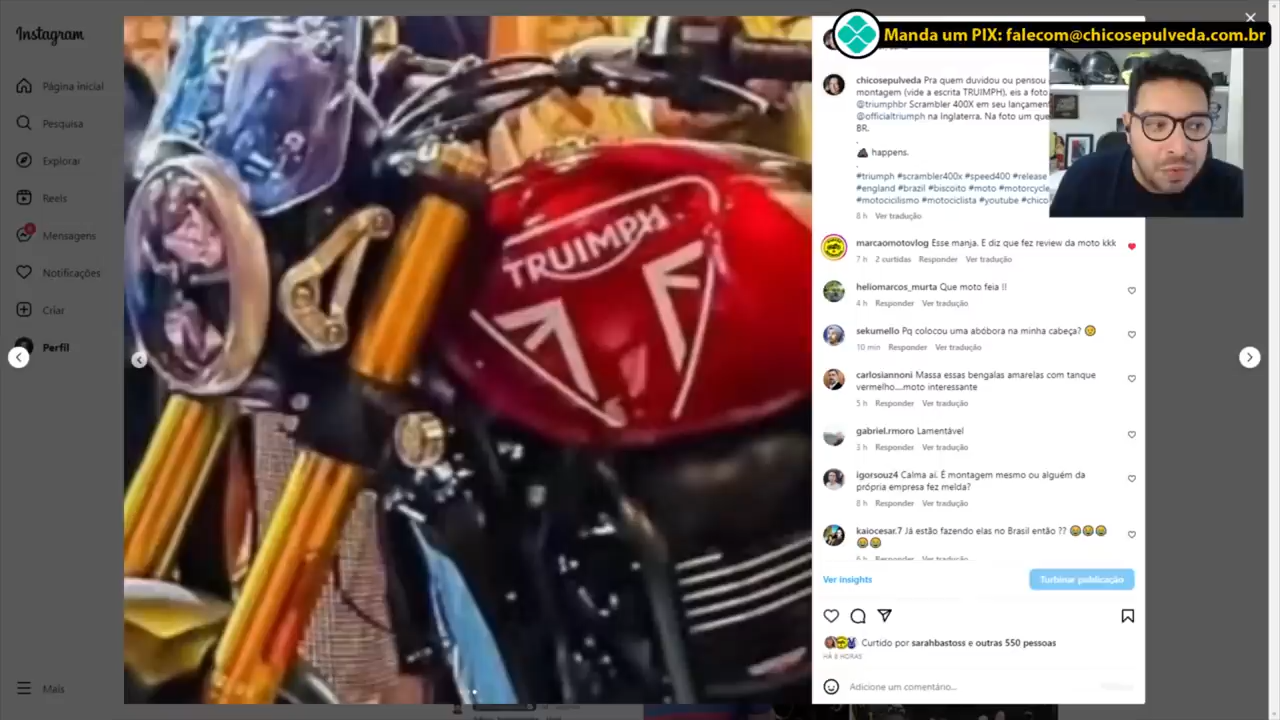 Instagram
Manda um PIX: falecom@chicosepulveda.com.br
Página inicial
Pesquisa
Explorar
Reels
Mensagens
Notificações
Criar
Perfil
Mais
TRUIMPH
chicosepulveda Pra quem duvidou ou pensou
montagem (vide a escrita TRUIMPH), eis a foto
@triumphbr Scrambler 400X em seu lançament
@officialtriumph na Inglaterra. Na foto um que
BR.
.
💩 happens.
.
#triumph #scrambler400x #speed400 #release
#england #brazil #biscoito #moto #motorcycle
#motociclismo #motociclista #youtube #chico
8 h Ver tradução
marcaomotovlog Esse manja. E diz que fez review da moto kkk
7 h 2 curtidas Responder Ver tradução
heliomarcos_murta Que moto feia !!
4 h Responder Ver tradução
sekumello Pq colocou uma abóbora na minha cabeça? 🤨
10 min Responder Ver tradução
carlosiannoni Massa essas bengalas amarelas com tanque
vermelho....moto interessante
5 h Responder Ver tradução
gabriel.rmoro Lamentável
3 h Responder Ver tradução
igorsouz4 Calma aí. É montagem mesmo ou alguém da
própria empresa fez melda?
8 h Responder Ver tradução
kaiocesar.7 Já estão fazendo elas no Brasil então ?? 😂😂😂
😂😂
Responder Ver tradução
Ver insights
Turbinar publicação
Curtido por sarahbastoss e outras 550 pessoas
HÁ 8 HORAS
Adicione um comentário...